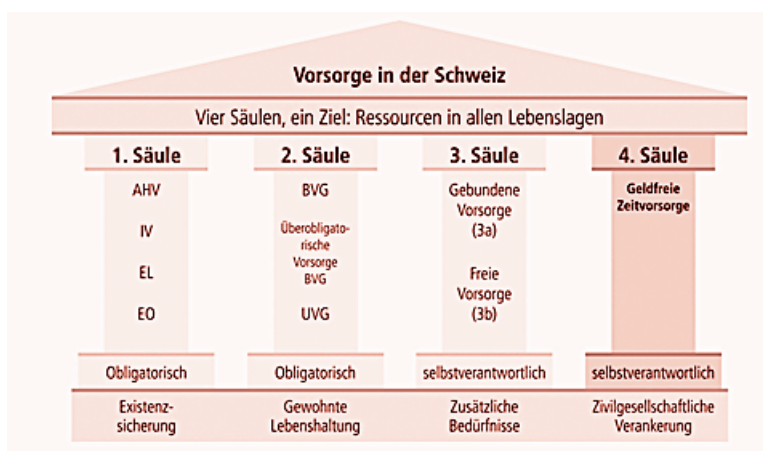 Vorsorge in der Schweiz
Vier Säulen, ein Ziel: Ressourcen in allen Lebenslagen
1. Säule
AHV
IV
EL
EO
Obligatorisch
Existenz-
sicherung
2. Säule
BVG
Überobligato-
rische
Vorsorge
BVG
UVG
Obligatorisch
Gewohnte
Lebenshaltung
3. Säule
Gebundene
Vorsorge
(3a)
Freie
Vorsorge
(3b)
selbstverantwortlich
Zusätzliche
Bedürfnisse
4. Säule
Geldfreie
Zeitvorsorge
selbstverantwortlich
Zivilgesellschaftliche
Verankerung